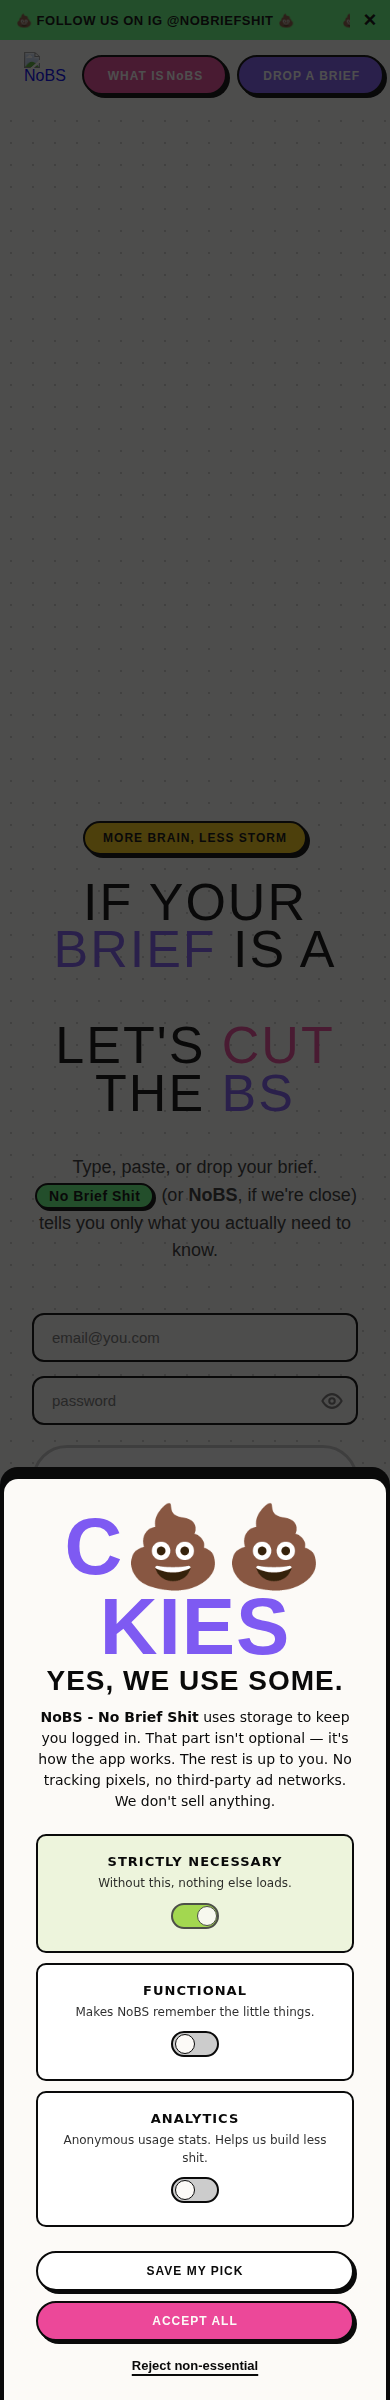 💩 FOLLOW US ON IG @NOBRIEFSHIT 💩
NoBS
WHAT IS NoBS
DROP A BRIEF
MORE BRAIN, LESS STORM
IF YOUR
BRIEF IS A
LET'S CUT
THE BS
Type, paste, or drop your brief.
No Brief Shit (or NoBS, if we're close)
tells you only what you actually need to
know.
email@you.com
password
C💩💩
KIES
YES, WE USE SOME.
NoBS - No Brief Shit uses storage to keep
you logged in. That part isn't optional — it's
how the app works. The rest is up to you. No
tracking pixels, no third-party ad networks.
We don't sell anything.
STRICTLY NECESSARY
Without this, nothing else loads.
FUNCTIONAL
Makes NoBS remember the little things.
ANALYTICS
Anonymous usage stats. Helps us build less
shit.
SAVE MY PICK
ACCEPT ALL
Reject non-essential